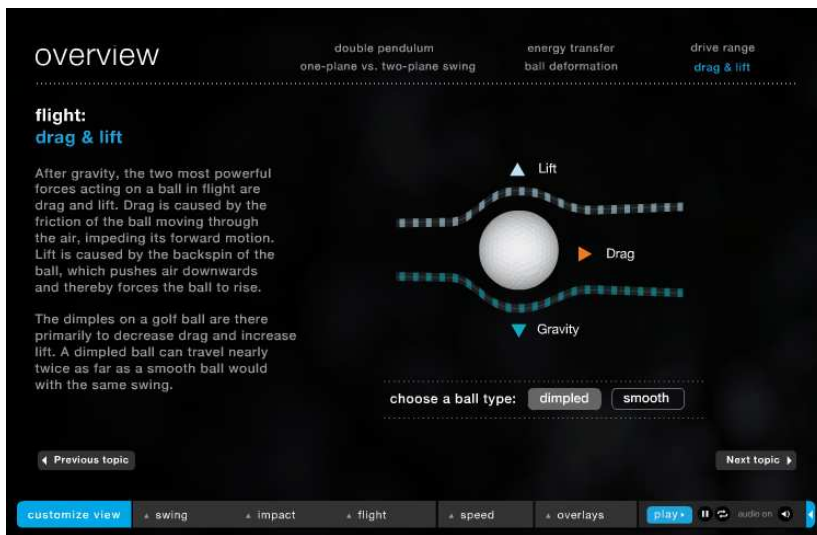 overview
double pendulum
one-plane vs. two-plane swing
energy transfer
ball deformation
drive range
drag & lift
flight:
drag & lift
After gravity, the two most powerful
forces acting on a ball in flight are
drag and lift. Drag is caused by the
friction of the ball moving through
the air, impeding its forward motion.
Lift is caused by the backspin of the
ball, which pushes air downwards
and thereby forces the ball to rise.
The dimples on a golf ball are there
primarily to decrease drag and increase
lift. A dimpled ball can travel nearly
twice as far as a smooth ball would
with the same swing.
Lift
Drag
Gravity
choose a ball type: dimpled smooth
Previous topic
Next topic
customize view swing impact flight speed overlays play audio on